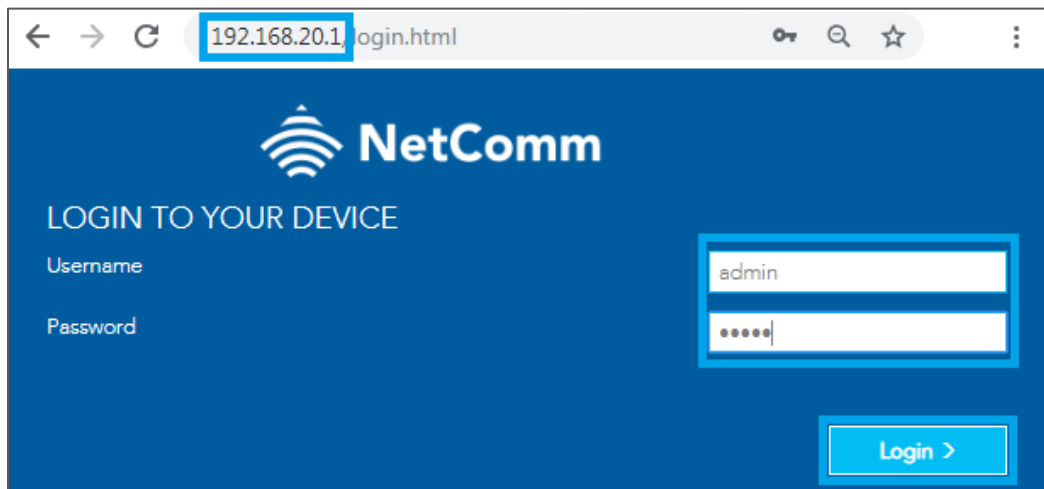 192.168.20.1/login.html
NetComm
LOGIN TO YOUR DEVICE
Username
admin
Password
•••••
Login >